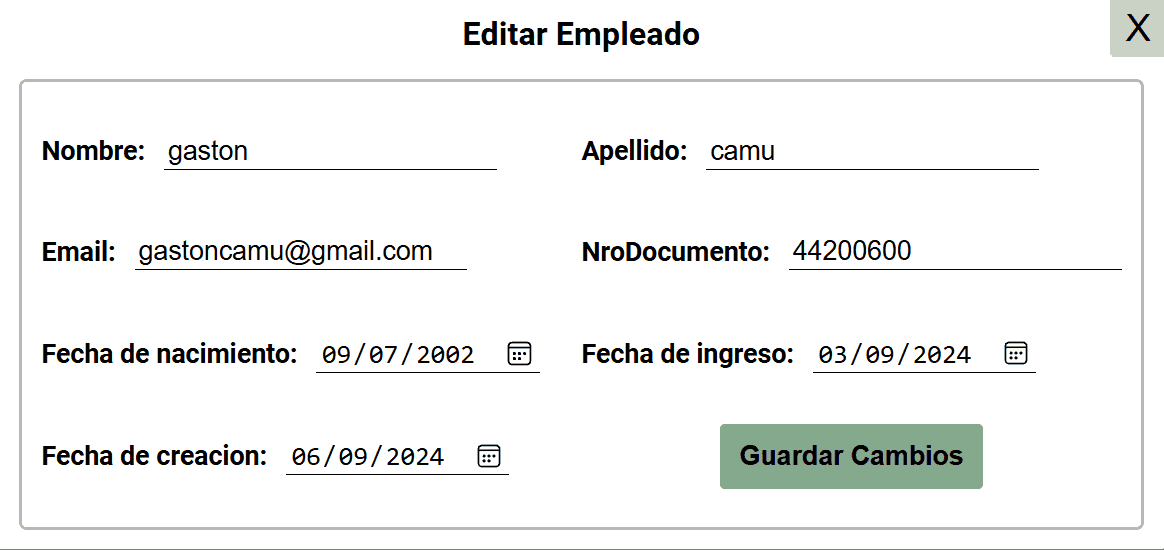 Editar Empleado X
Nombre: gaston Apellido: camu
Email: gastoncamu@gmail.com NroDocumento: 44200600
Fecha de nacimiento: 09/07/2002 Fecha de ingreso: 03/09/2024
Fecha de creacion: 06/09/2024 Guardar Cambios